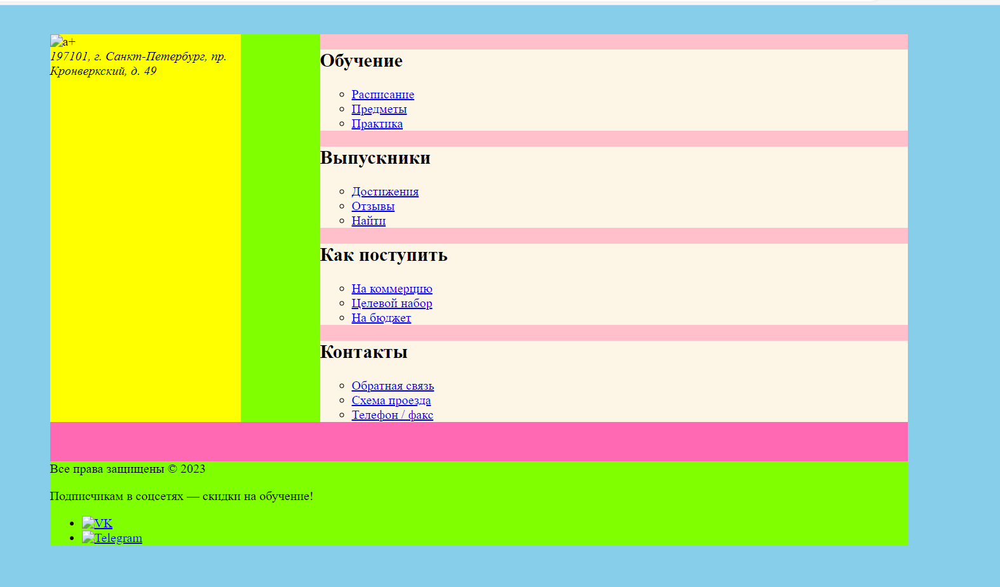 a+
197101, г. Санкт-Петербург, пр.
Кронверкский, д. 49
Обучение
Расписание
Предметы
Практика
Выпускники
Достижения
Отзывы
Найти
Как поступить
На коммерцию
Целевой набор
На бюджет
Контакты
Обратная связь
Схема проезда
Телефон / факс
Все права защищены © 2023
Подписчикам в соцсетях — скидки на обучение!
VK
Telegram